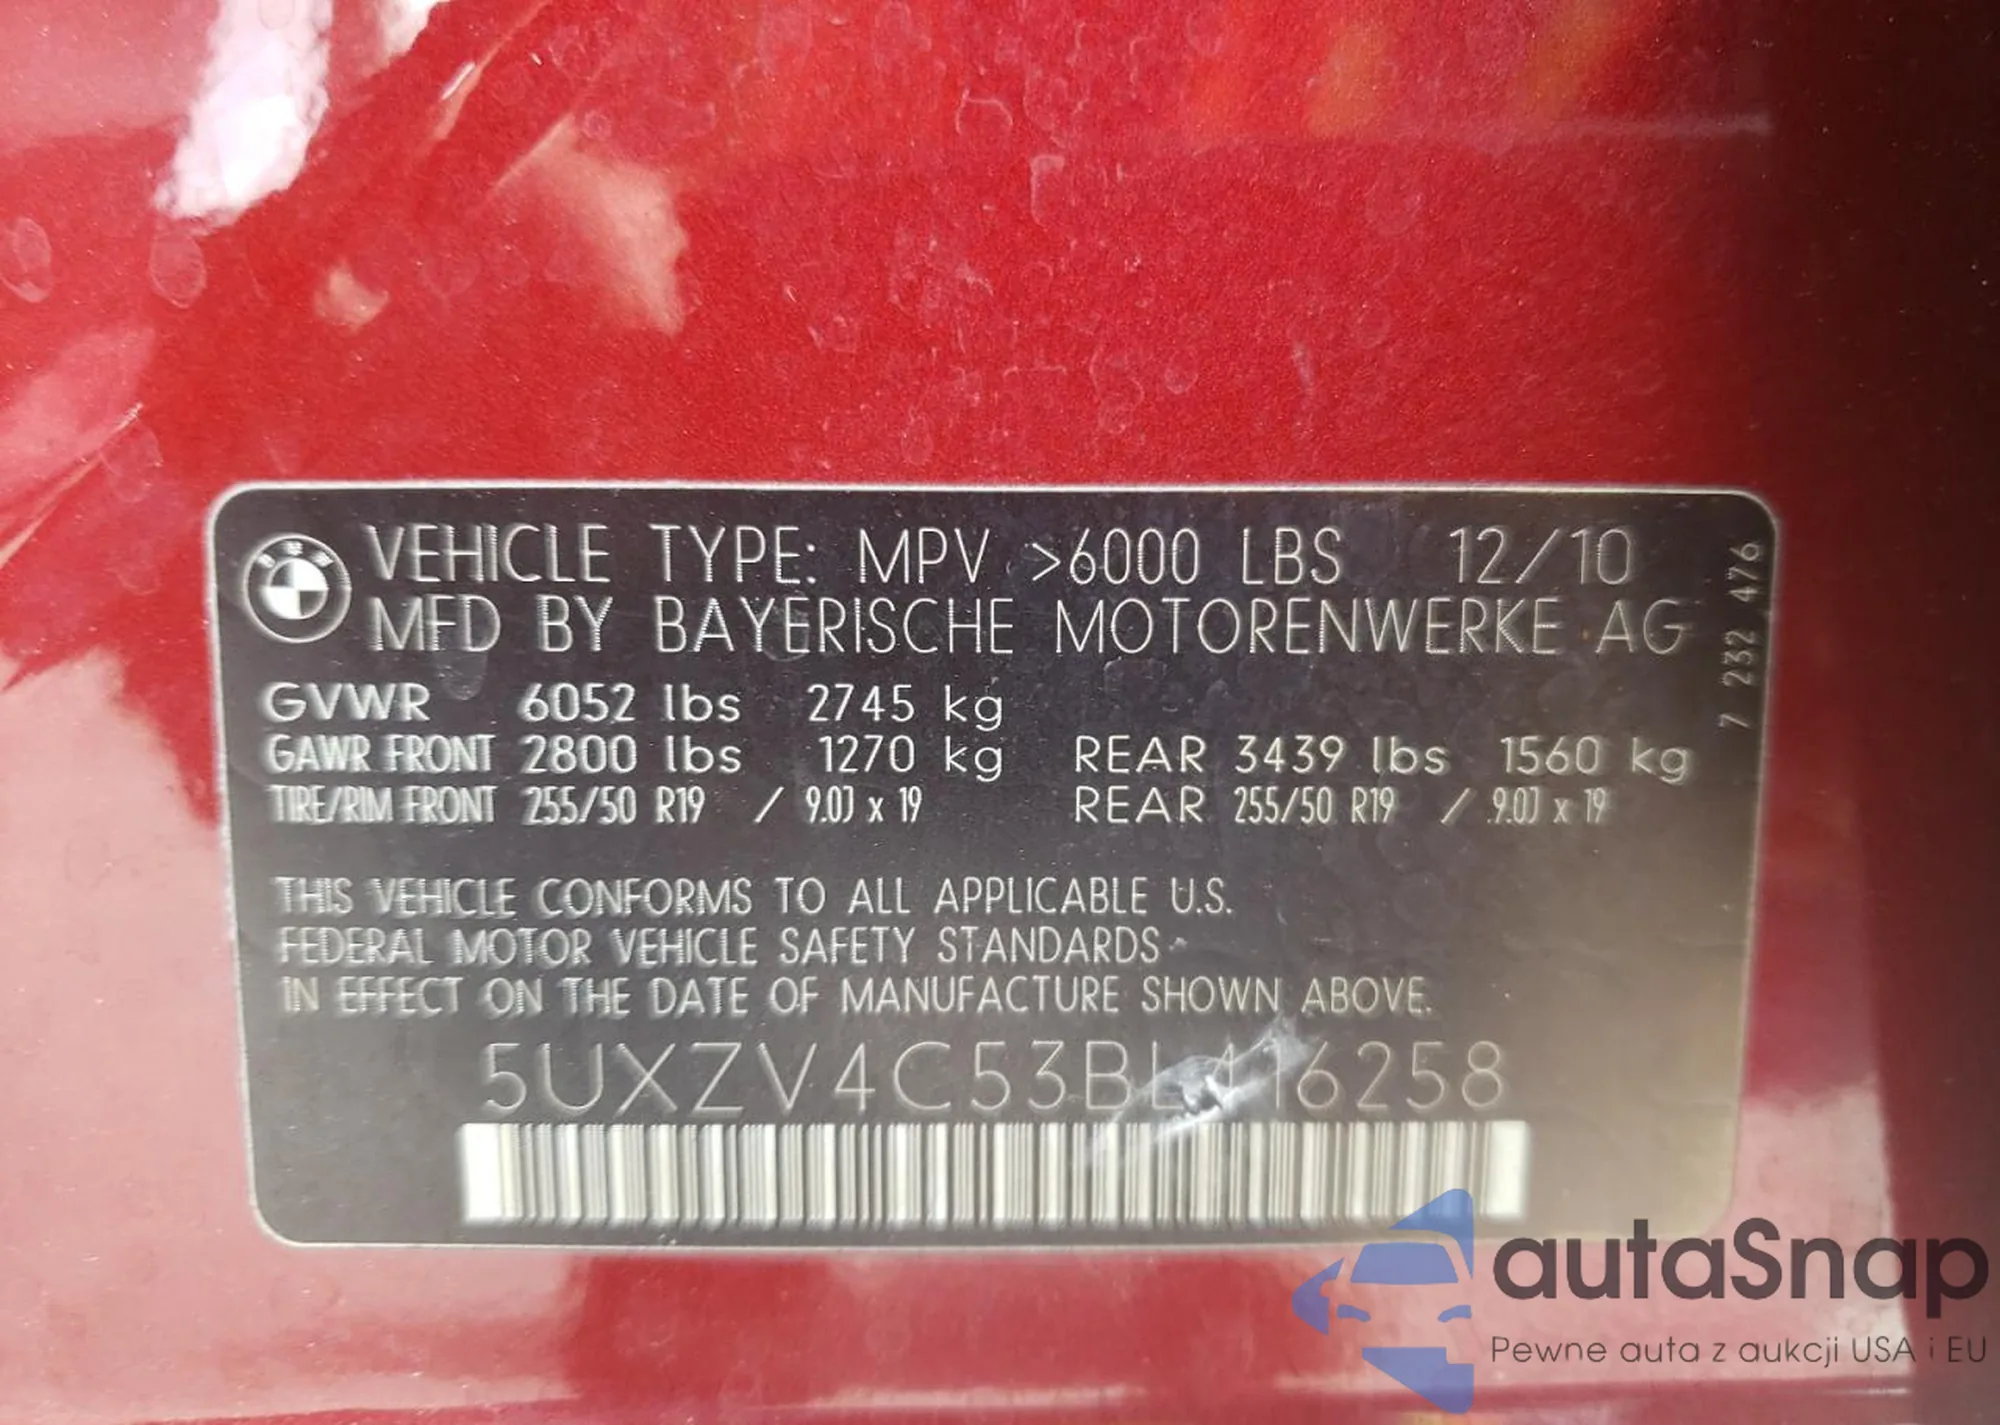 VEHICLE TYPE: MPV >6000 LBS 12/10
MFD BY BAYERISCHE MOTORENWERKE AG
7 232 476
GVWR 6052 lbs 2745 kg
GAWR FRONT 2800 lbs 1270 kg REAR 3439 lbs 1560 kg
TIRE/RIM FRONT 255/50 R19 / 9.0J x 19 REAR 255/50 R19 / 9.0J x 19
THIS VEHICLE CONFORMS TO ALL APPLICABLE U.S.
FEDERAL MOTOR VEHICLE SAFETY STANDARDS
IN EFFECT ON THE DATE OF MANUFACTURE SHOWN ABOVE.
5UXZV4C53BL416258
autaSnap
Pewne auta z aukcji USA i EU